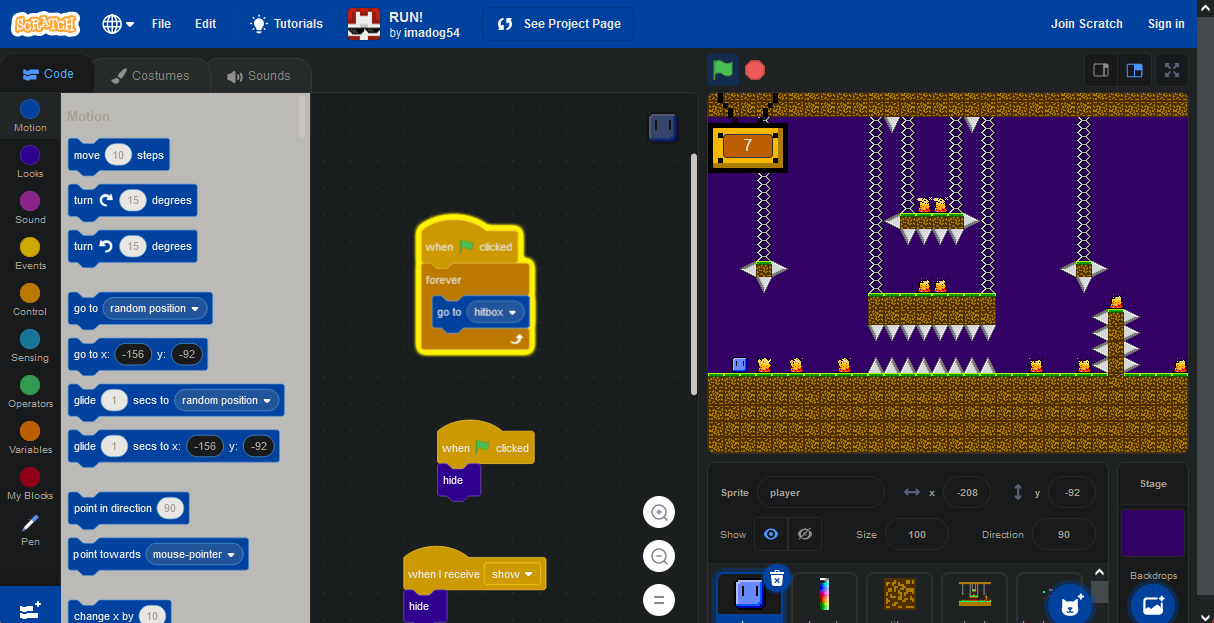 SCRATCH
File
Edit
Tutorials
RUN!
by imadog54
See Project Page
Join Scratch
Sign in
Code
Costumes
Sounds
Motion
Looks
Sound
Events
Control
Sensing
Operators
Variables
My Blocks
Pen
Motion
move 10 steps
turn 15 degrees
turn 15 degrees
go to random position
go to x: -156 y: -92
glide 1 secs to random position
glide 1 secs to x: -156 y: -92
point in direction 90
point towards mouse-pointer
change x by 10
when clicked
forever
go to hitbox
when clicked
hide
when I receive show
hide
7
Sprite player x -208 y -92
Show Size 100 Direction 90
Stage
Backdrops